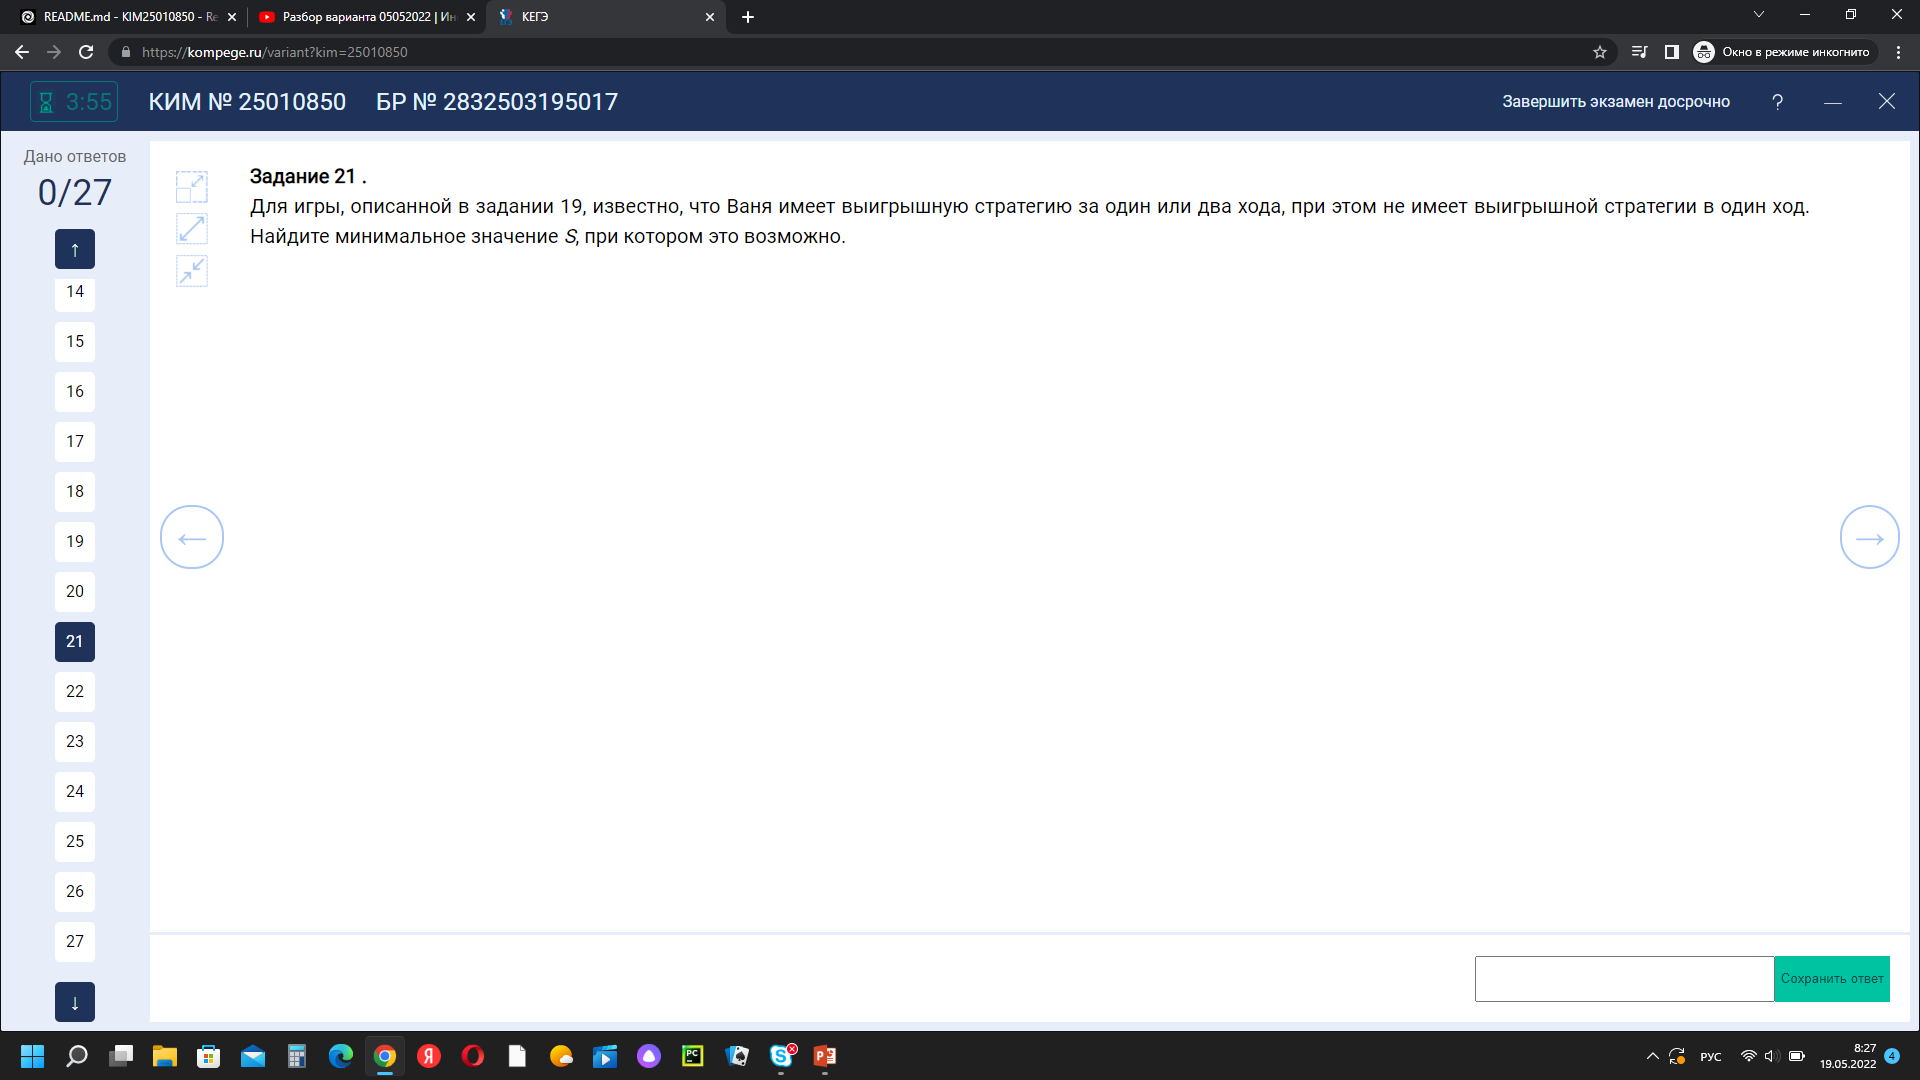 README.md - KIM25010850 - Re
Разбор варианта 05052022 | Ин
КЕГЭ
https://kompege.ru/variant?kim=25010850
Окно в режиме инкогнито
3:55
КИМ № 25010850
БР № 2832503195017
Завершить экзамен досрочно
?
Дано ответов
0/27
14
15
16
17
18
19
20
21
22
23
24
25
26
27
Задание 21 .
Для игры, описанной в задании 19, известно, что Ваня имеет выигрышную стратегию за один или два хода, при этом не имеет выигрышной стратегии в один ход.
Найдите минимальное значение S, при котором это возможно.
Сохранить ответ
Я
PC
S
P
РУС
8:27
19.05.2022
4